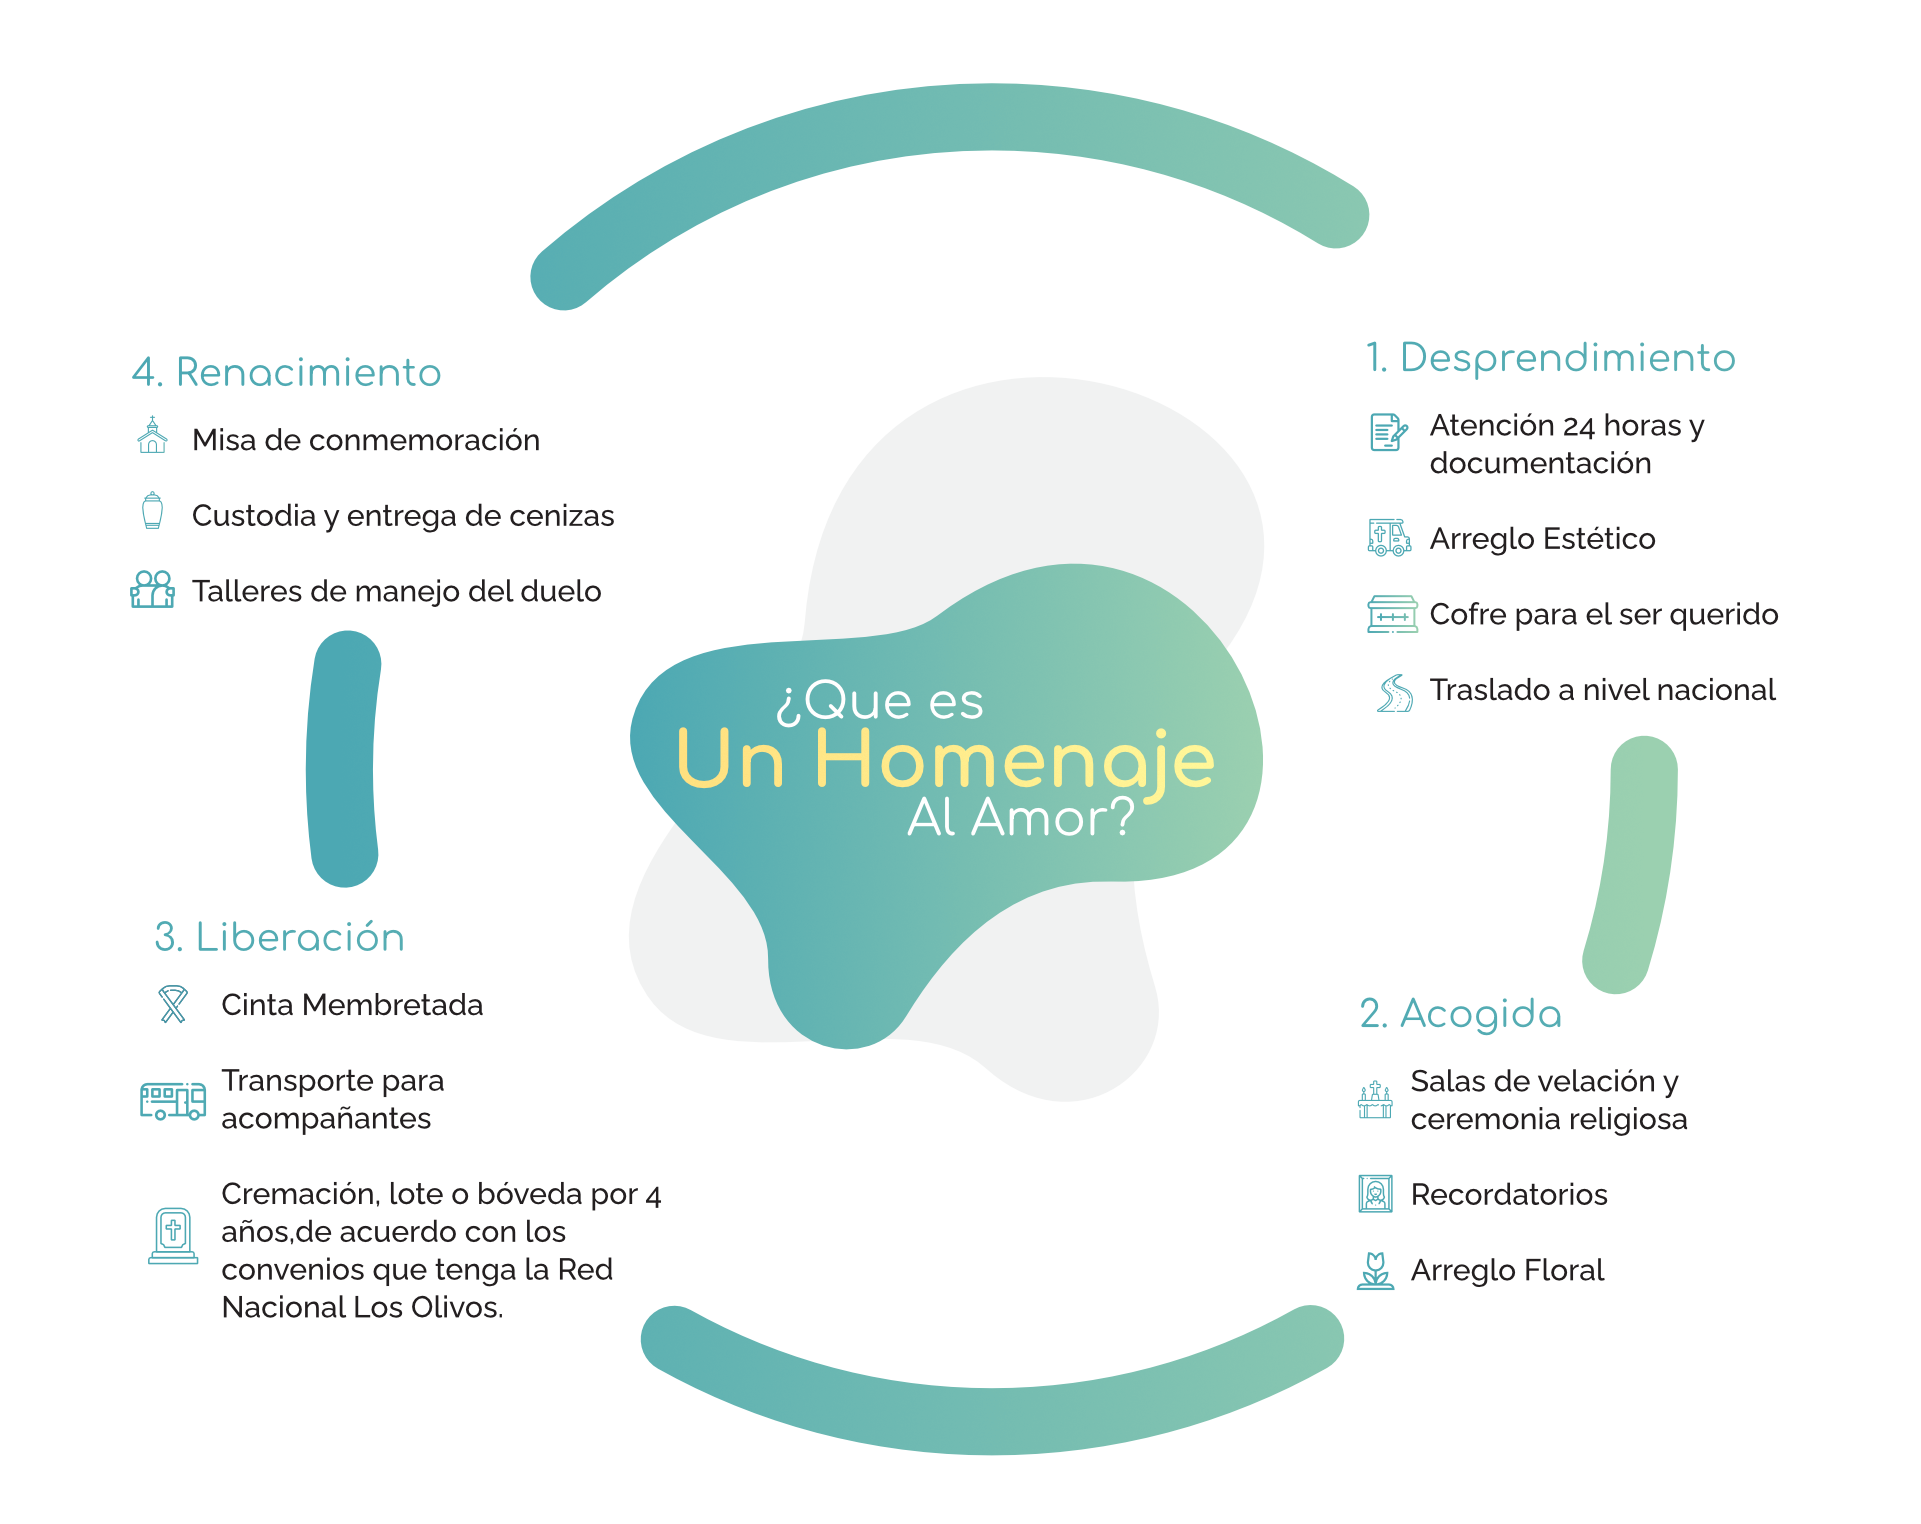 ¿Que es
Un Homenaje
Al Amor?
1. Desprendimiento
Atención 24 horas y
documentación
Arreglo Estético
Cofre para el ser querido
Traslado a nivel nacional
2. Acogida
Salas de velación y
ceremonia religiosa
Recordatorios
Arreglo Floral
3. Liberación
Cinta Membretada
Transporte para
acompañantes
Cremación, lote o bóveda por 4
años,de acuerdo con los
convenios que tenga la Red
Nacional Los Olivos.
4. Renacimiento
Misa de conmemoración
Custodia y entrega de cenizas
Talleres de manejo del duelo